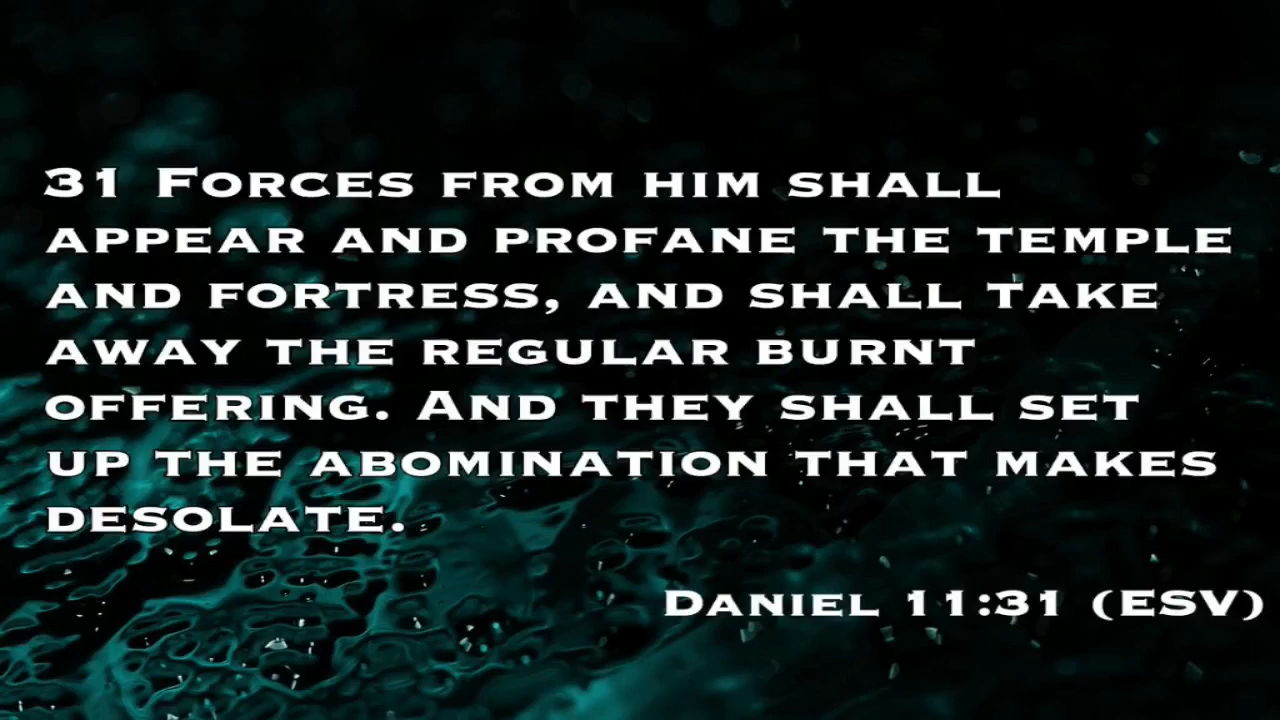 31 Forces from him shall
appear and profane the temple
and fortress, and shall take
away the regular burnt
offering. And they shall set
up the abomination that makes
desolate.
Daniel 11:31 (ESV)